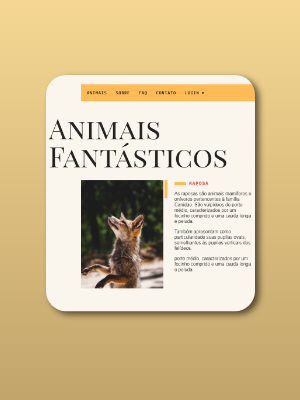 ANIMAIS SOBRE FAQ CONTATO LOGIN
ANIMAIS
FANTÁSTICOS
RAPOSA
As raposas são animais mamíferos e
onívoros pertencentes à família
Canidae. São vulpídeos de porte
médio, caracterizados por um
focinho comprido e uma cauda longa
e peluda.
Também apresentam como
particularidade suas pupilas ovais,
semelhantes às pupilas verticais dos
felídeos.
porte médio, caracterizados por um
focinho comprido e uma cauda longa
e peluda.